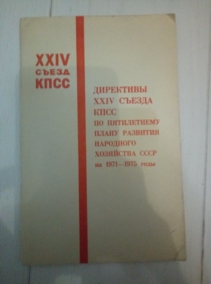 XXIV
СЪЕЗД
КПСС
ДИРЕКТИВЫ
XXIV СЪЕЗДА
КПСС
ПО ПЯТИЛЕТНЕМУ
ПЛАНУ РАЗВИТИЯ
НАРОДНОГО
ХОЗЯЙСТВА СССР
на 1971—1975 годы